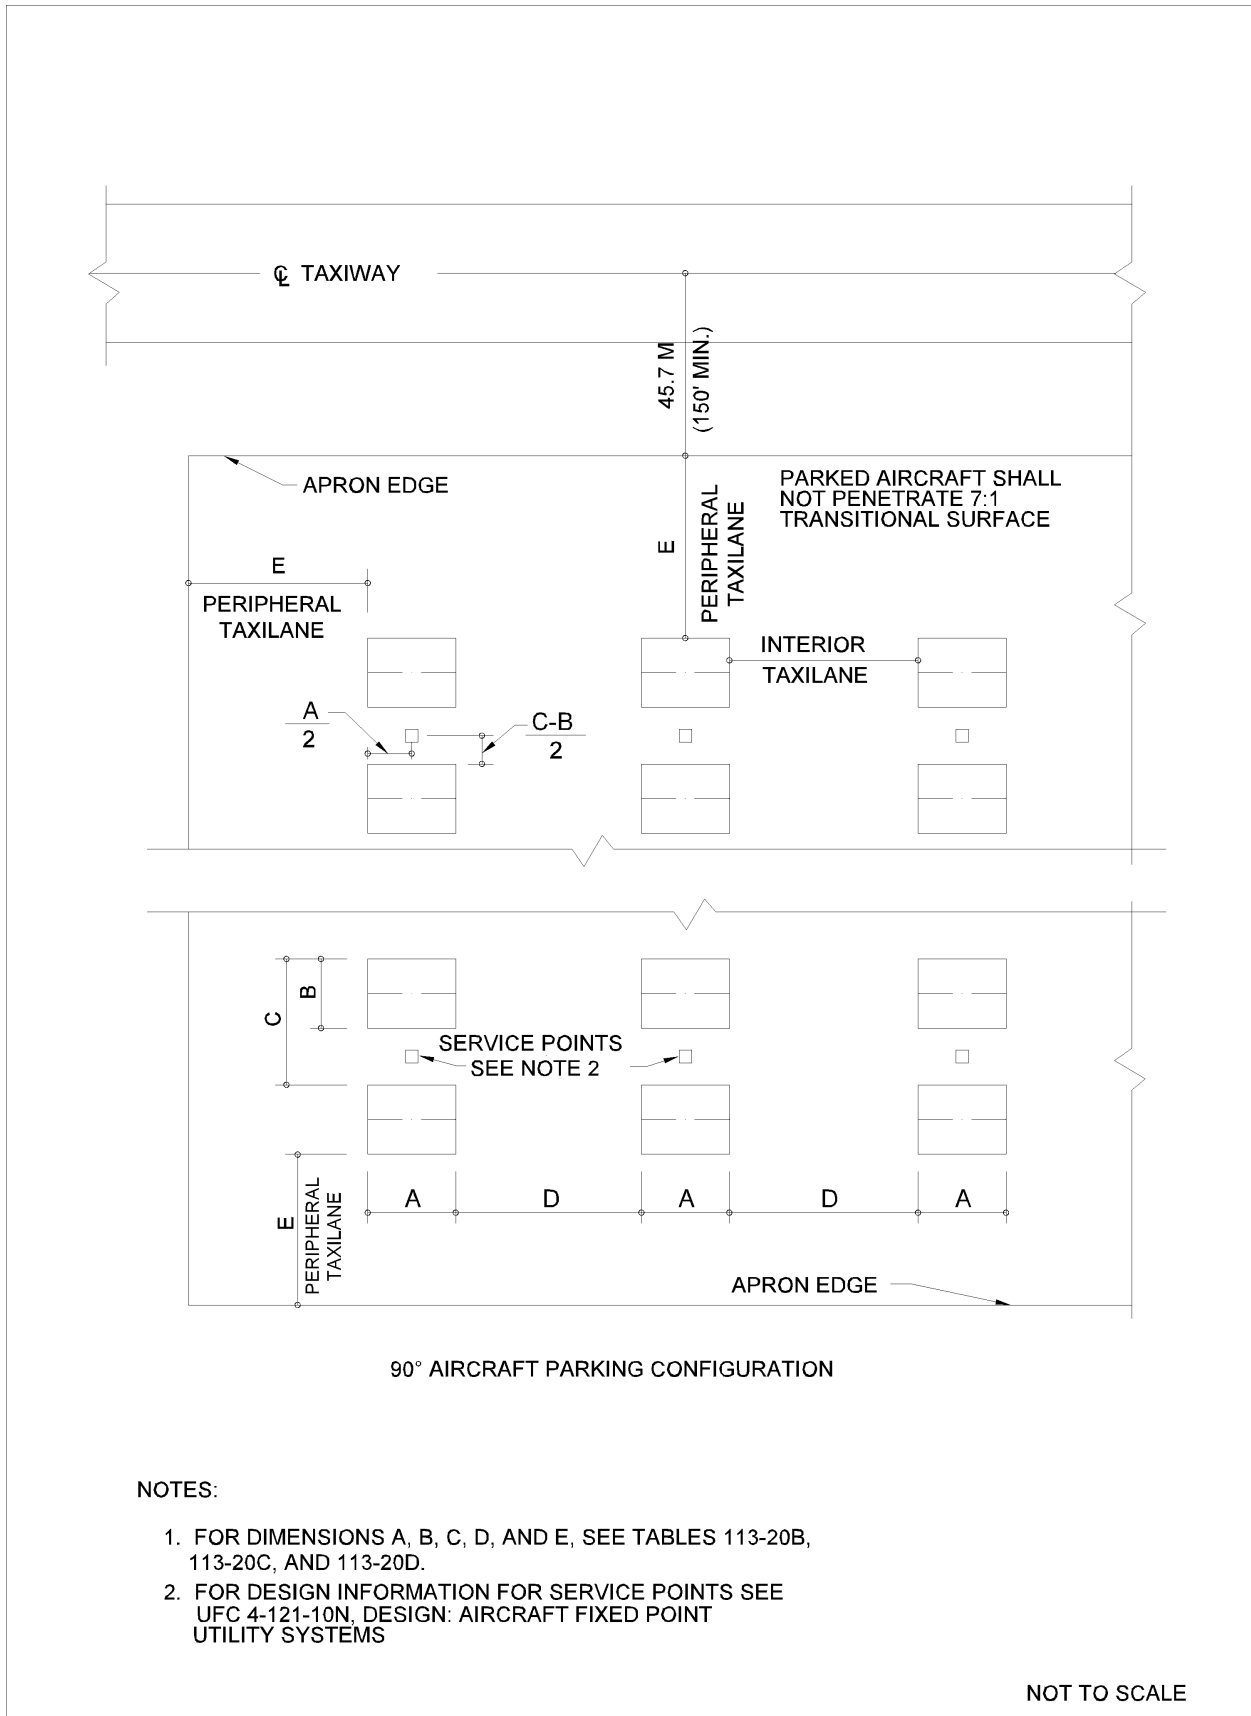 ℄ TAXIWAY
45.7 M
(150' MIN.)
APRON EDGE
PARKED AIRCRAFT SHALL
NOT PENETRATE 7:1
TRANSITIONAL SURFACE
E
PERIPHERAL
TAXILANE
E
PERIPHERAL
TAXILANE
INTERIOR
TAXILANE
A
2
C-B
2
C
B
SERVICE POINTS
SEE NOTE 2
E
PERIPHERAL
TAXILANE
A
D
A
D
A
APRON EDGE
90° AIRCRAFT PARKING CONFIGURATION
NOTES:
1. FOR DIMENSIONS A, B, C, D, AND E, SEE TABLES 113-20B,
113-20C, AND 113-20D.
2. FOR DESIGN INFORMATION FOR SERVICE POINTS SEE
UFC 4-121-10N, DESIGN: AIRCRAFT FIXED POINT
UTILITY SYSTEMS
NOT TO SCALE